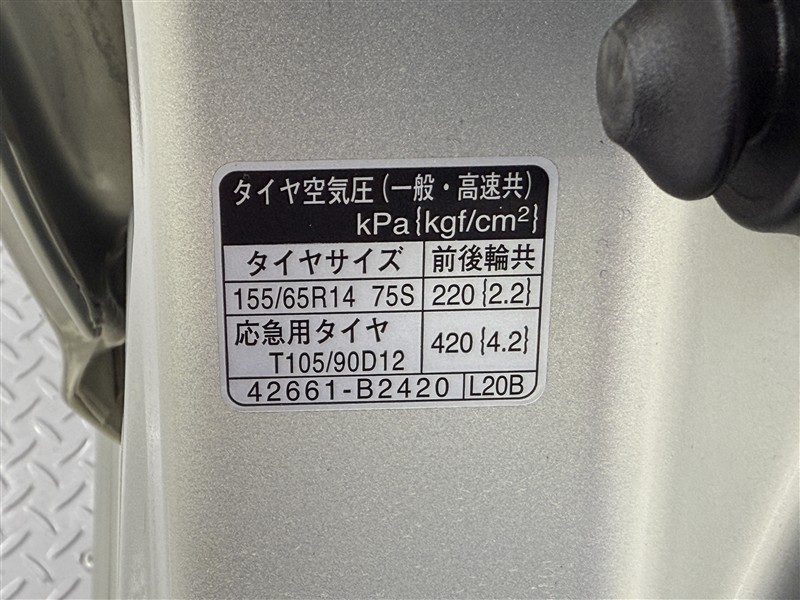 タイヤ空気圧(一般・高速共)
kPa{kgf/cm²}
タイヤサイズ 前後輪共
155/65R14 75S 220{2.2}
応急用タイヤ
T105/90D12 420{4.2}
42661-B2420 L20B